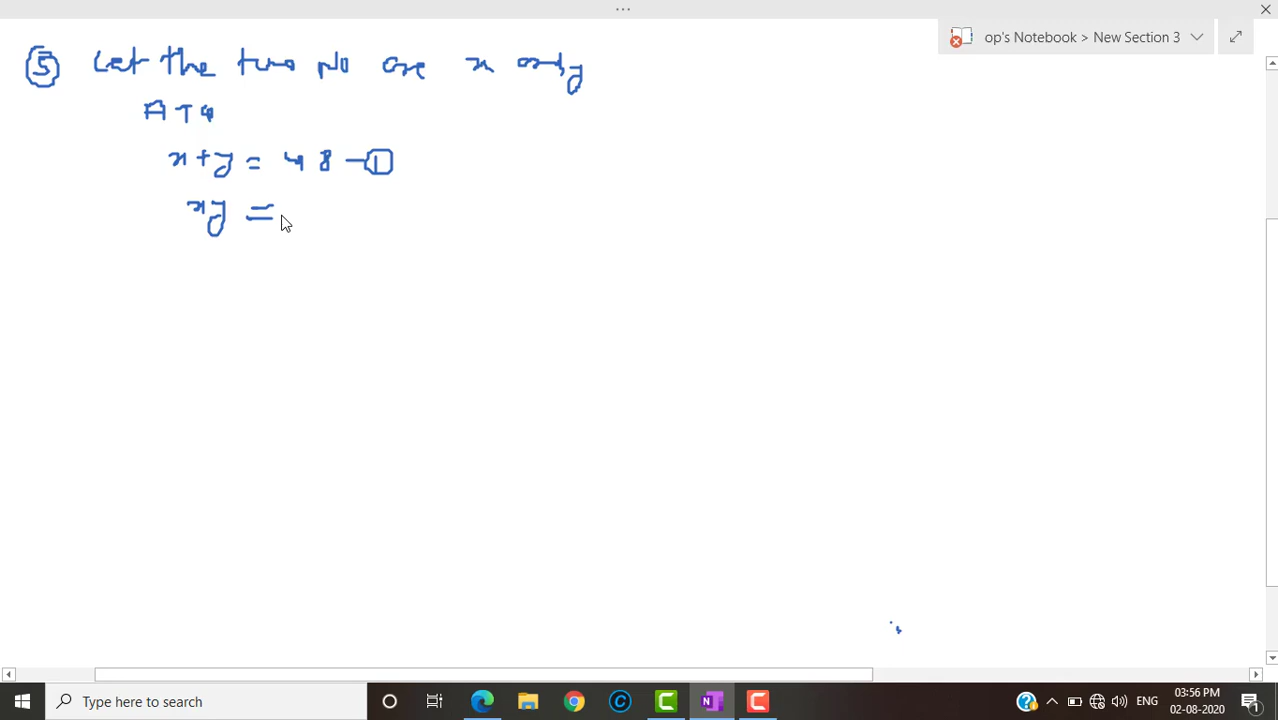 ...
op's Notebook > New Section 3
⑤ Let the two No are x and y
ATQ
x+y = 48 —①
xy =
Type here to search
ENG
03:56 PM
02-08-2020